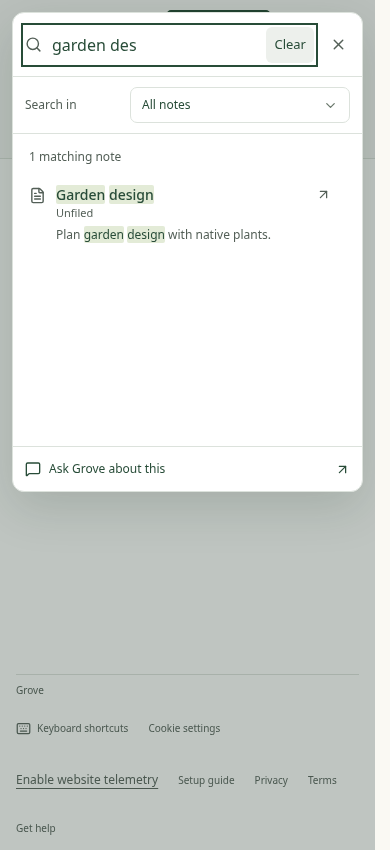 garden des
Clear
Search in
All notes
1 matching note
Garden design
Unfiled
Plan garden design with native plants.
Ask Grove about this
Grove
Keyboard shortcuts Cookie settings
Enable website telemetry Setup guide Privacy Terms
Get help